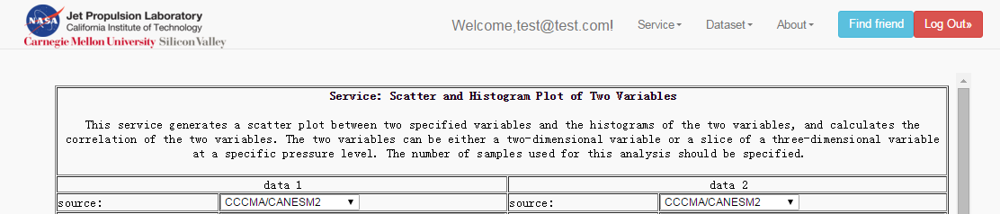 NASA
Jet Propulsion Laboratory
California Institute of Technology
Carnegie Mellon University Silicon Valley
Welcome,test@test.com!
Service
Dataset
About
Find friend
Log Out»
Service: Scatter and Histogram Plot of Two Variables
This service generates a scatter plot between two specified variables and the histograms of the two variables, and calculates the
correlation of the two variables. The two variables can be either a two-dimensional variable or a slice of a three-dimensional variable
at a specific pressure level. The number of samples used for this analysis should be specified.
data 1
data 2
source:
CCCMA/CANESM2
source:
CCCMA/CANESM2